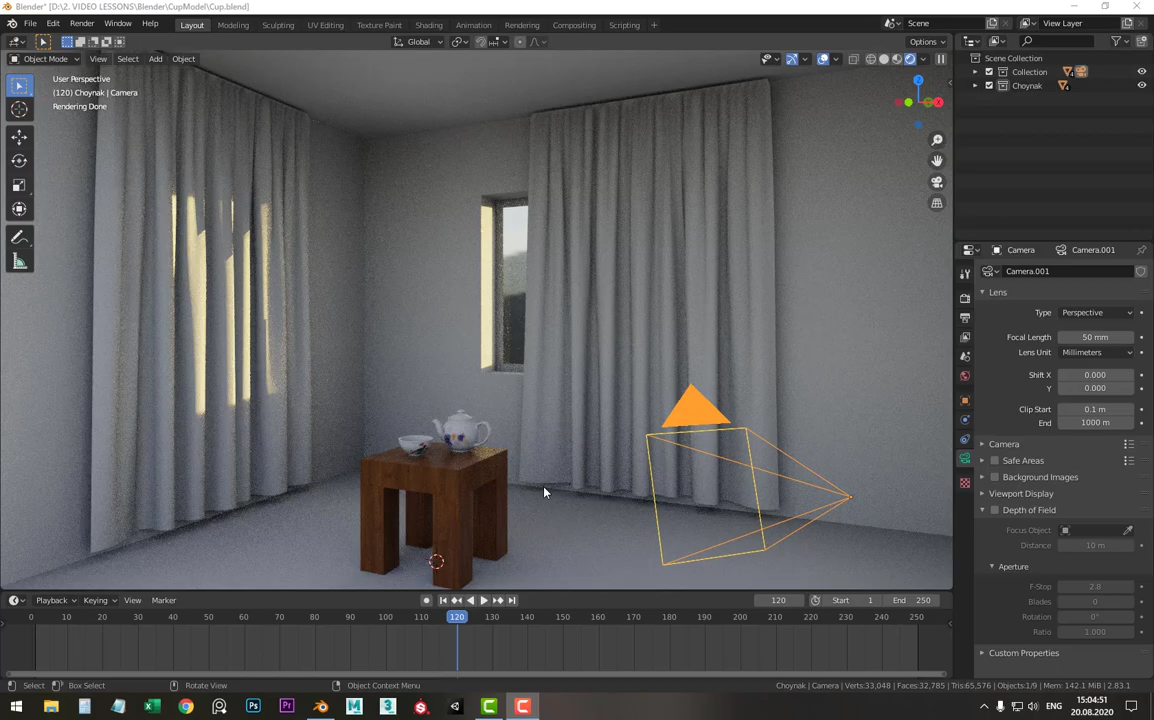 Blender* [D:\2. VIDEO LESSONS\Blender\CupModel\Cup.blend]
File Edit Render Window Help Layout Modeling Sculpting UV Editing Texture Paint Shading Animation Rendering Compositing Scripting + Scene View Layer
Global Options
Object Mode View Select Add Object
User Perspective
(120) Choynak | Camera
Rendering Done
Scene Collection
Collection
Choynak
X
Camera Camera.001
Camera.001
Lens
Type Perspective
Focal Length 50 mm
Lens Unit Millimeters
Shift X 0.000
Y 0.000
Clip Start 0.1 m
End 1000 m
Camera
Safe Areas
Background Images
Viewport Display
Depth of Field
Focus Object
Distance 10 m
Aperture
F-Stop 2.8
Blades 0
Rotation 0°
Ratio 1.000
Custom Properties
Playback Keying View Marker 120 Start 1 End 250
0 10 20 30 40 50 60 70 80 90 100 110 120 130 140 150 160 170 180 190 200 210 220 230 240 250
Select Box Select Rotate View Object Context Menu Choynak | Camera | Verts:33,048 | Faces:32,785 | Tris:65,576 | Objects:1/9 | Mem: 142.1 MiB | 2.83.1
Ps Pr M 3
ENG 15:04:51
20.08.2020